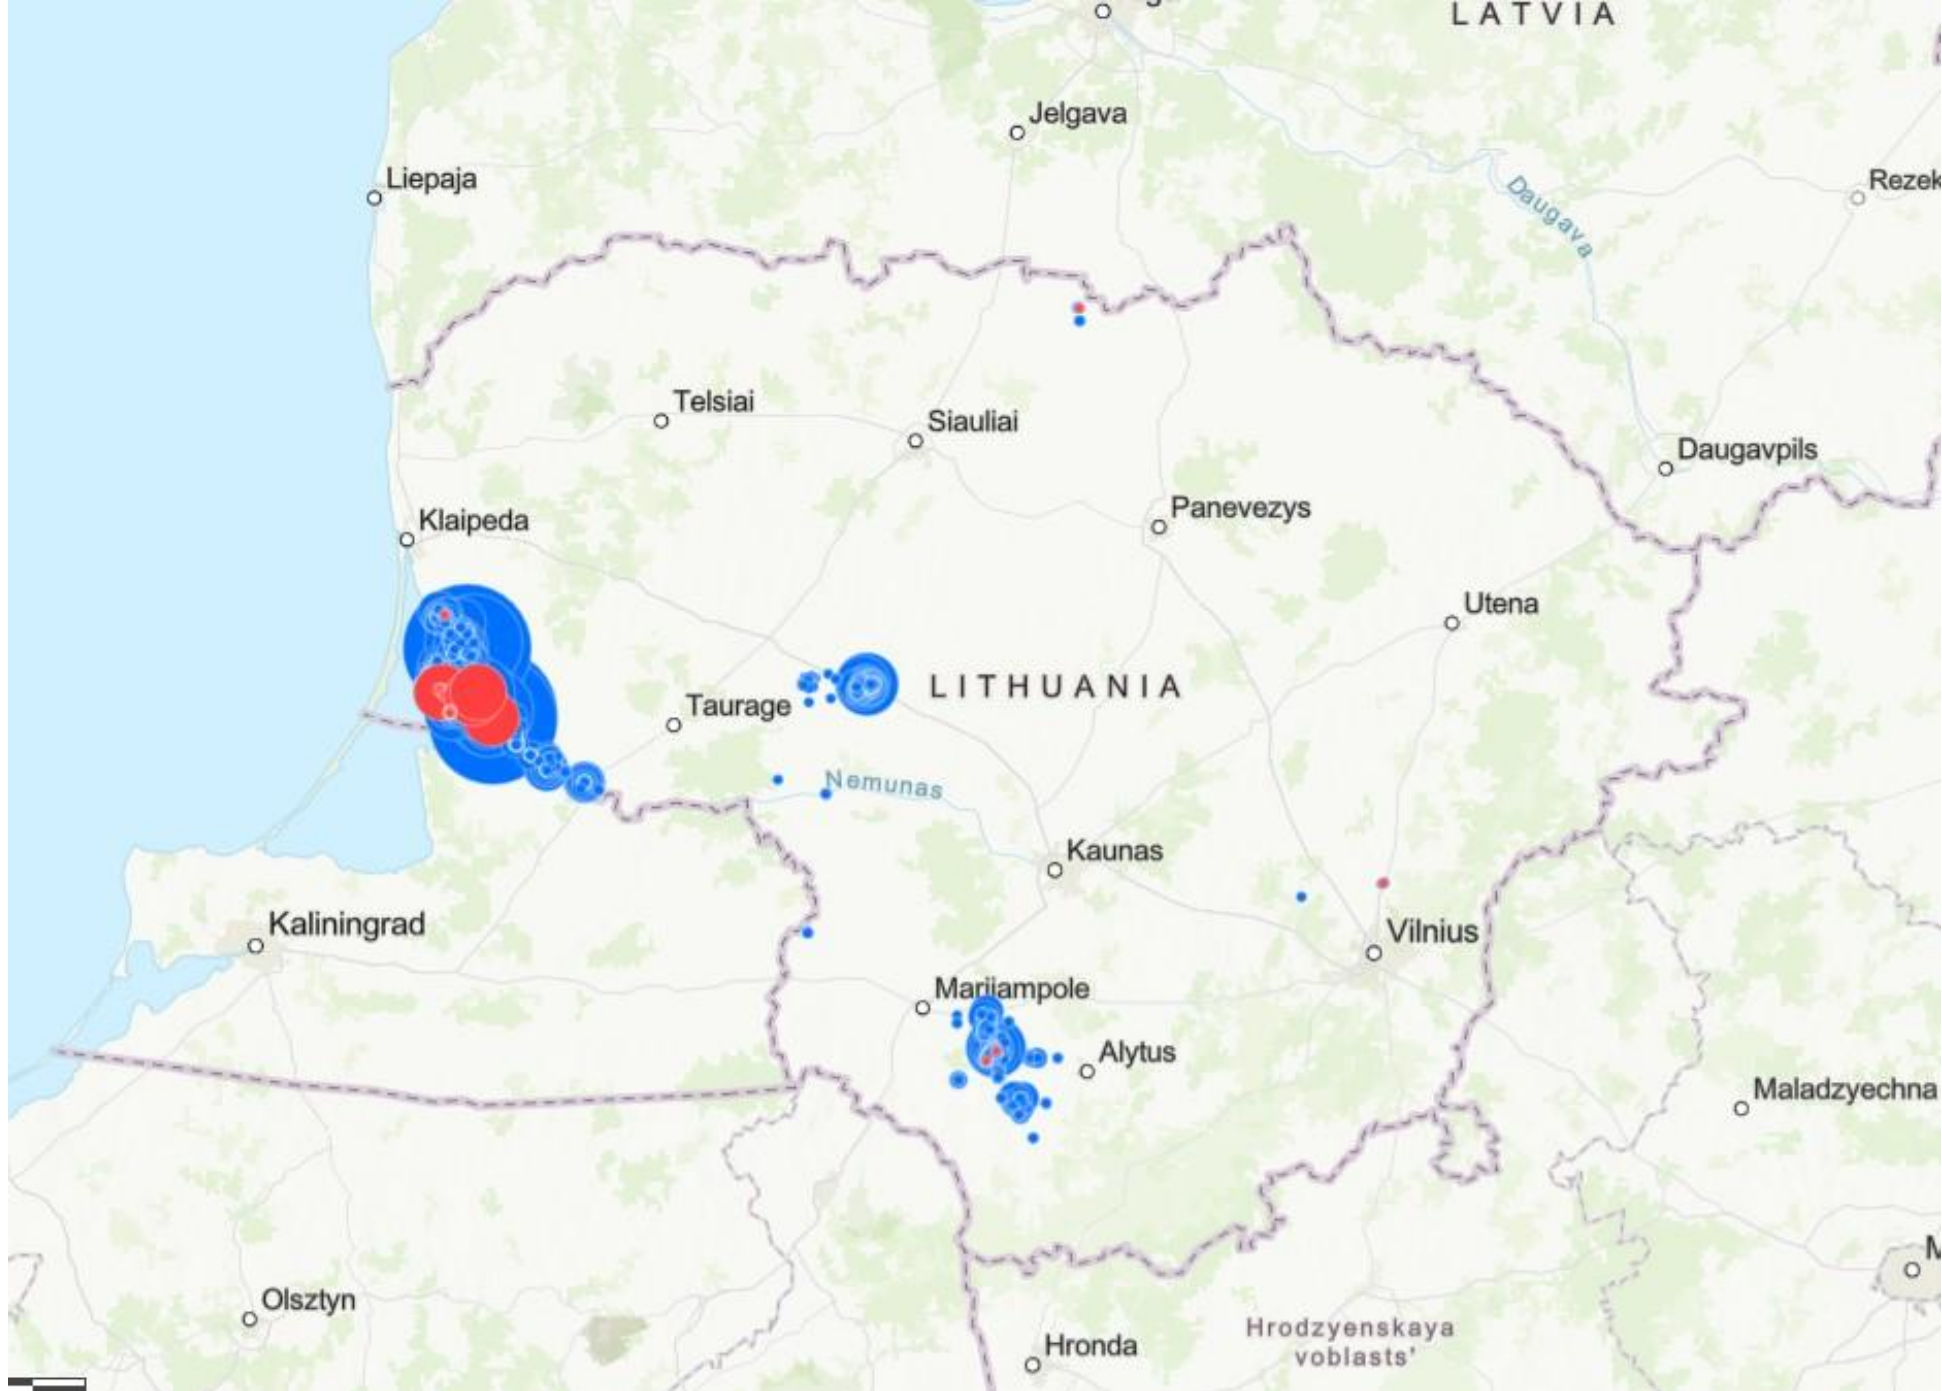 LATVIA
Jelgava
Liepaja
Rezek
Daugava
Telsiai
Siauliai
Daugavpils
Klaipeda
Panevezys
Utena
LITHUANIA
Taurage
Nemunas
Kaunas
Kaliningrad
Vilnius
Marijampole
Alytus
Maladzyechna
Olsztyn
Hrodzyenskaya
voblasts'
Hronda